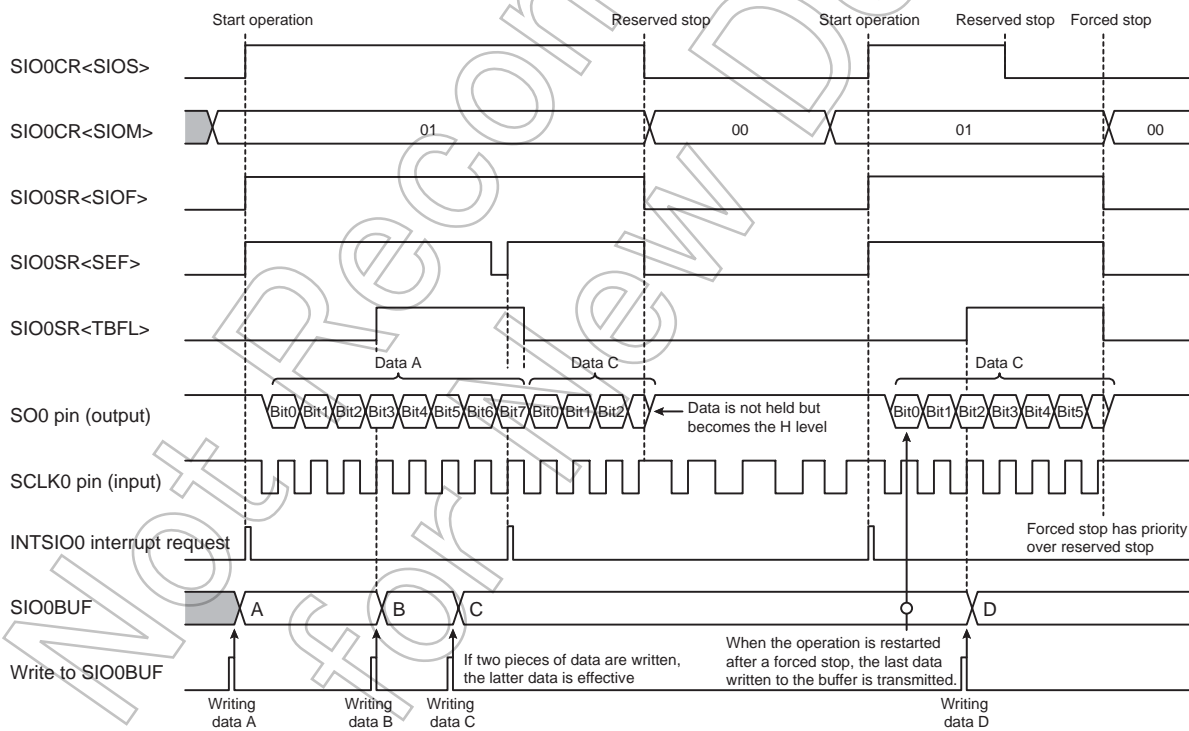 Start operation Reserved stop Start operation Reserved stop Forced stop
SIO0CR<SIOS>
SIO0CR<SIOM> 01 00 01 00
SIO0SR<SIOF>
SIO0SR<SEF>
SIO0SR<TBFL>
Data A Data C Data C
SO0 pin (output) Bit0 Bit1 Bit2 Bit3 Bit4 Bit5 Bit6 Bit7 Bit0 Bit1 Bit2 Bit0 Bit1 Bit2 Bit3 Bit4 Bit5
Data is not held but
becomes the H level
SCLK0 pin (input)
INTSIO0 interrupt request
Forced stop has priority
over reserved stop
SIO0BUF A B C D
Write to SIO0BUF
If two pieces of data are written,
the latter data is effective
When the operation is restarted
after a forced stop, the last data
written to the buffer is transmitted.
Writing
data A
Writing
data B
Writing
data C
Writing
data D